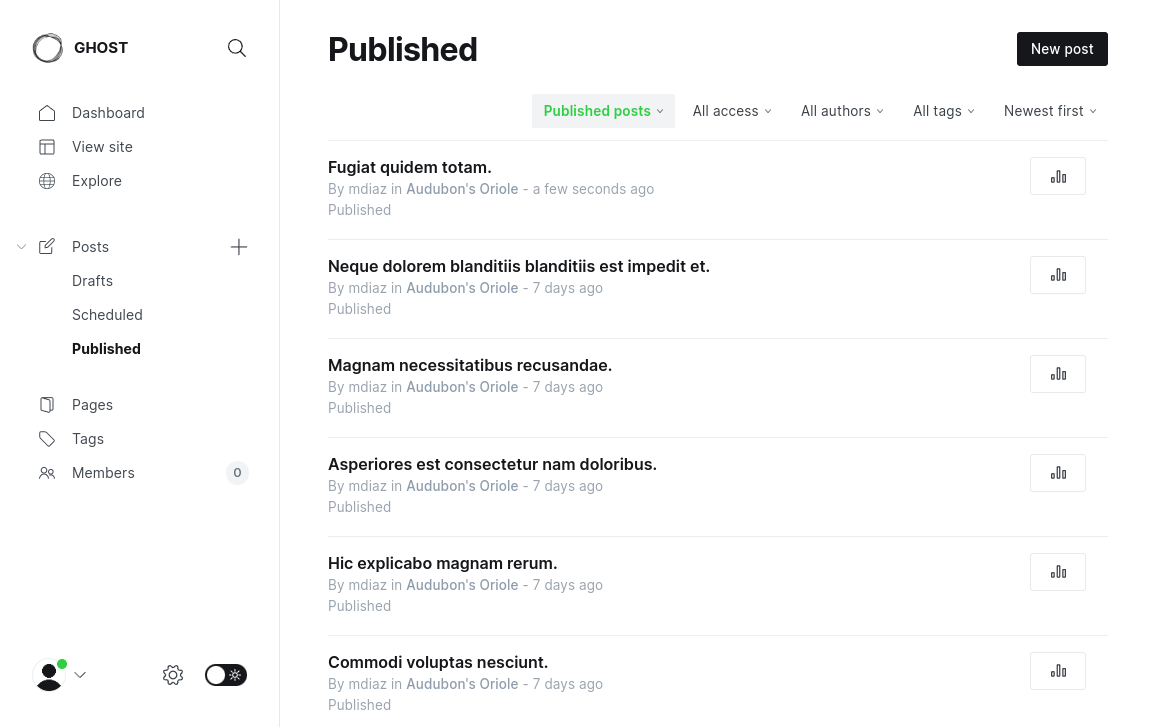 GHOST
Dashboard
View site
Explore
Posts
Drafts
Scheduled
Published
Pages
Tags
Members 0
Published
New post
Published posts All access All authors All tags Newest first
Fugiat quidem totam.
By mdiaz in Audubon's Oriole - a few seconds ago
Published
Neque dolorem blanditiis blanditiis est impedit et.
By mdiaz in Audubon's Oriole - 7 days ago
Published
Magnam necessitatibus recusandae.
By mdiaz in Audubon's Oriole - 7 days ago
Published
Asperiores est consectetur nam doloribus.
By mdiaz in Audubon's Oriole - 7 days ago
Published
Hic explicabo magnam rerum.
By mdiaz in Audubon's Oriole - 7 days ago
Published
Commodi voluptas nesciunt.
By mdiaz in Audubon's Oriole - 7 days ago
Published